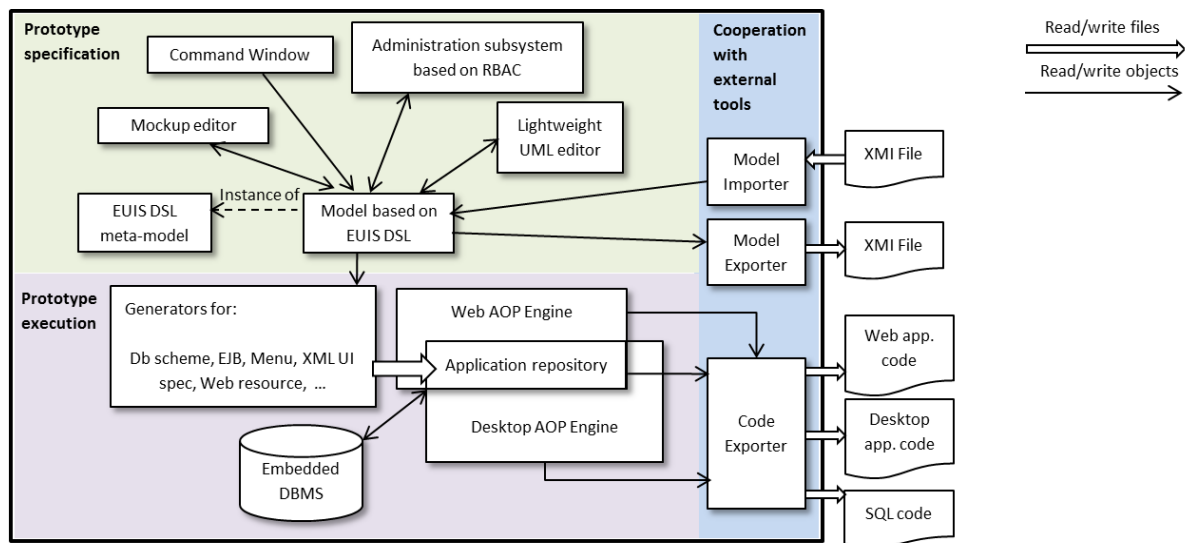 Prototype
specification
Command Window
Administration subsystem
based on RBAC
Cooperation
with
external
tools
Read/write files
Read/write objects
Mockup editor
Lightweight
UML editor
Model
Importer
XMI File
Instance of
EUIS DSL
meta-model
Model based on
EUIS DSL
Model
Exporter
XMI File
Prototype
execution
Generators for:
Db scheme, EJB, Menu, XML UI
spec, Web resource, ...
Web AOP Engine
Application repository
Desktop AOP Engine
Embedded
DBMS
Code
Exporter
Web app.
code
Desktop
app. code
SQL code